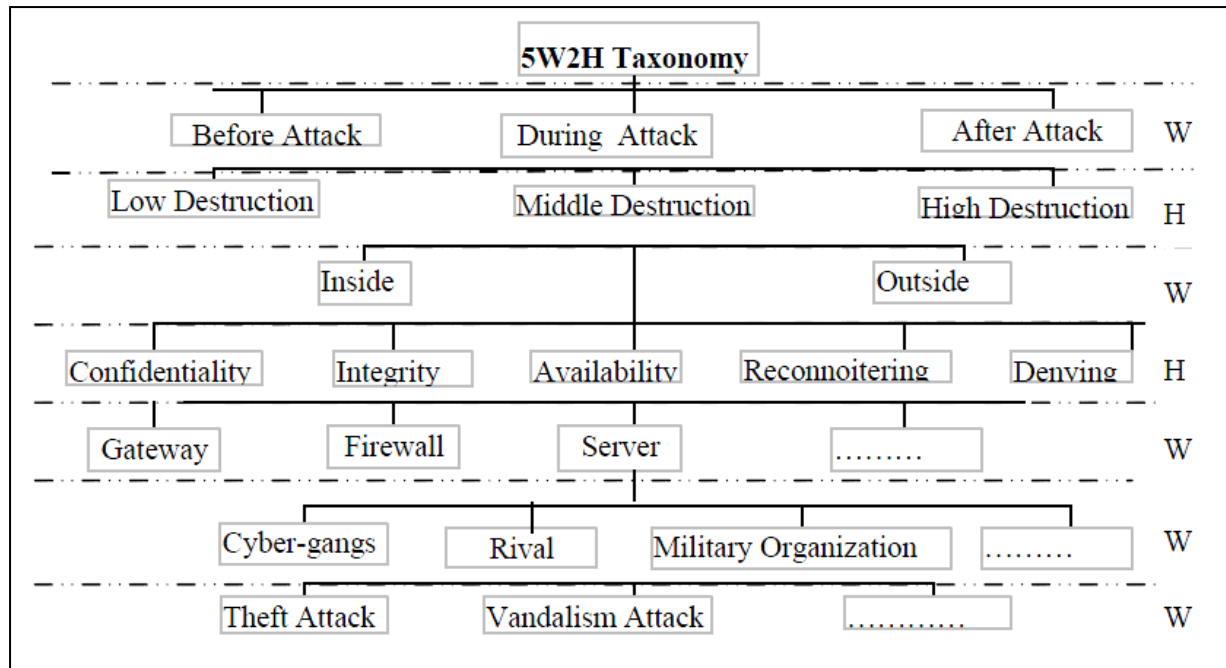 5W2H Taxonomy
Before Attack During Attack After Attack W
Low Destruction Middle Destruction High Destruction H
Inside Outside W
Confidentiality Integrity Availability Reconnoitering Denving H
Gateway Firewall Server ……… W
Cyber-gangs Rival Military Organization ……… W
Theft Attack Vandalism Attack ………… W